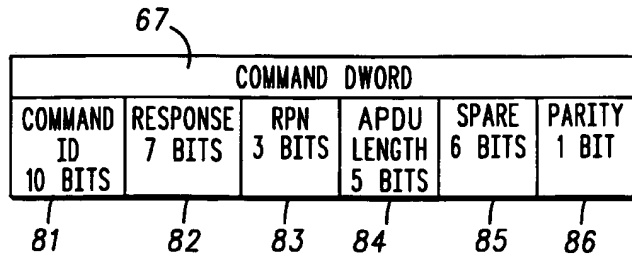 67
COMMAND DWORD
COMMAND ID 10 BITS
RESPONSE 7 BITS
RPN 3 BITS
APDU LENGTH 5 BITS
SPARE 6 BITS
PARITY 1 BIT
81 82 83 84 85 86